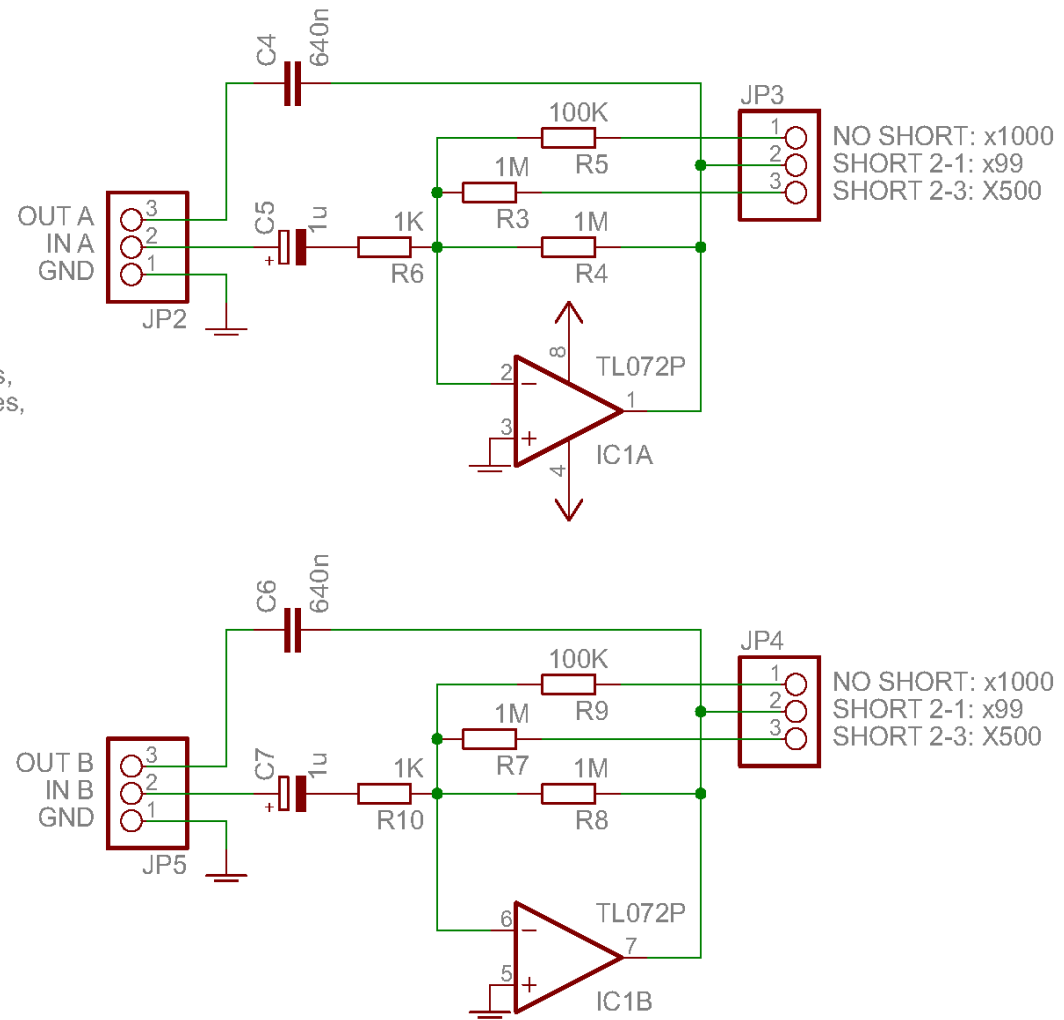 C4
640n
JP3
100K
1
NO SHORT: x1000
R5
2
SHORT 2-1: x99
1M
3
SHORT 2-3: X500
R3
OUT A
3
C5
1u
1K
1M
IN A
2
+
R6
R4
GND
1
JP2
s,
es,
8
TL072P
2
-
1
3
+
IC1A
4
C6
640n
JP4
100K
1
NO SHORT: x1000
R9
2
SHORT 2-1: x99
1M
3
SHORT 2-3: X500
R7
OUT B
3
C7
1u
1K
1M
IN B
2
+
R10
R8
GND
1
JP5
TL072P
6
-
7
5
+
IC1B